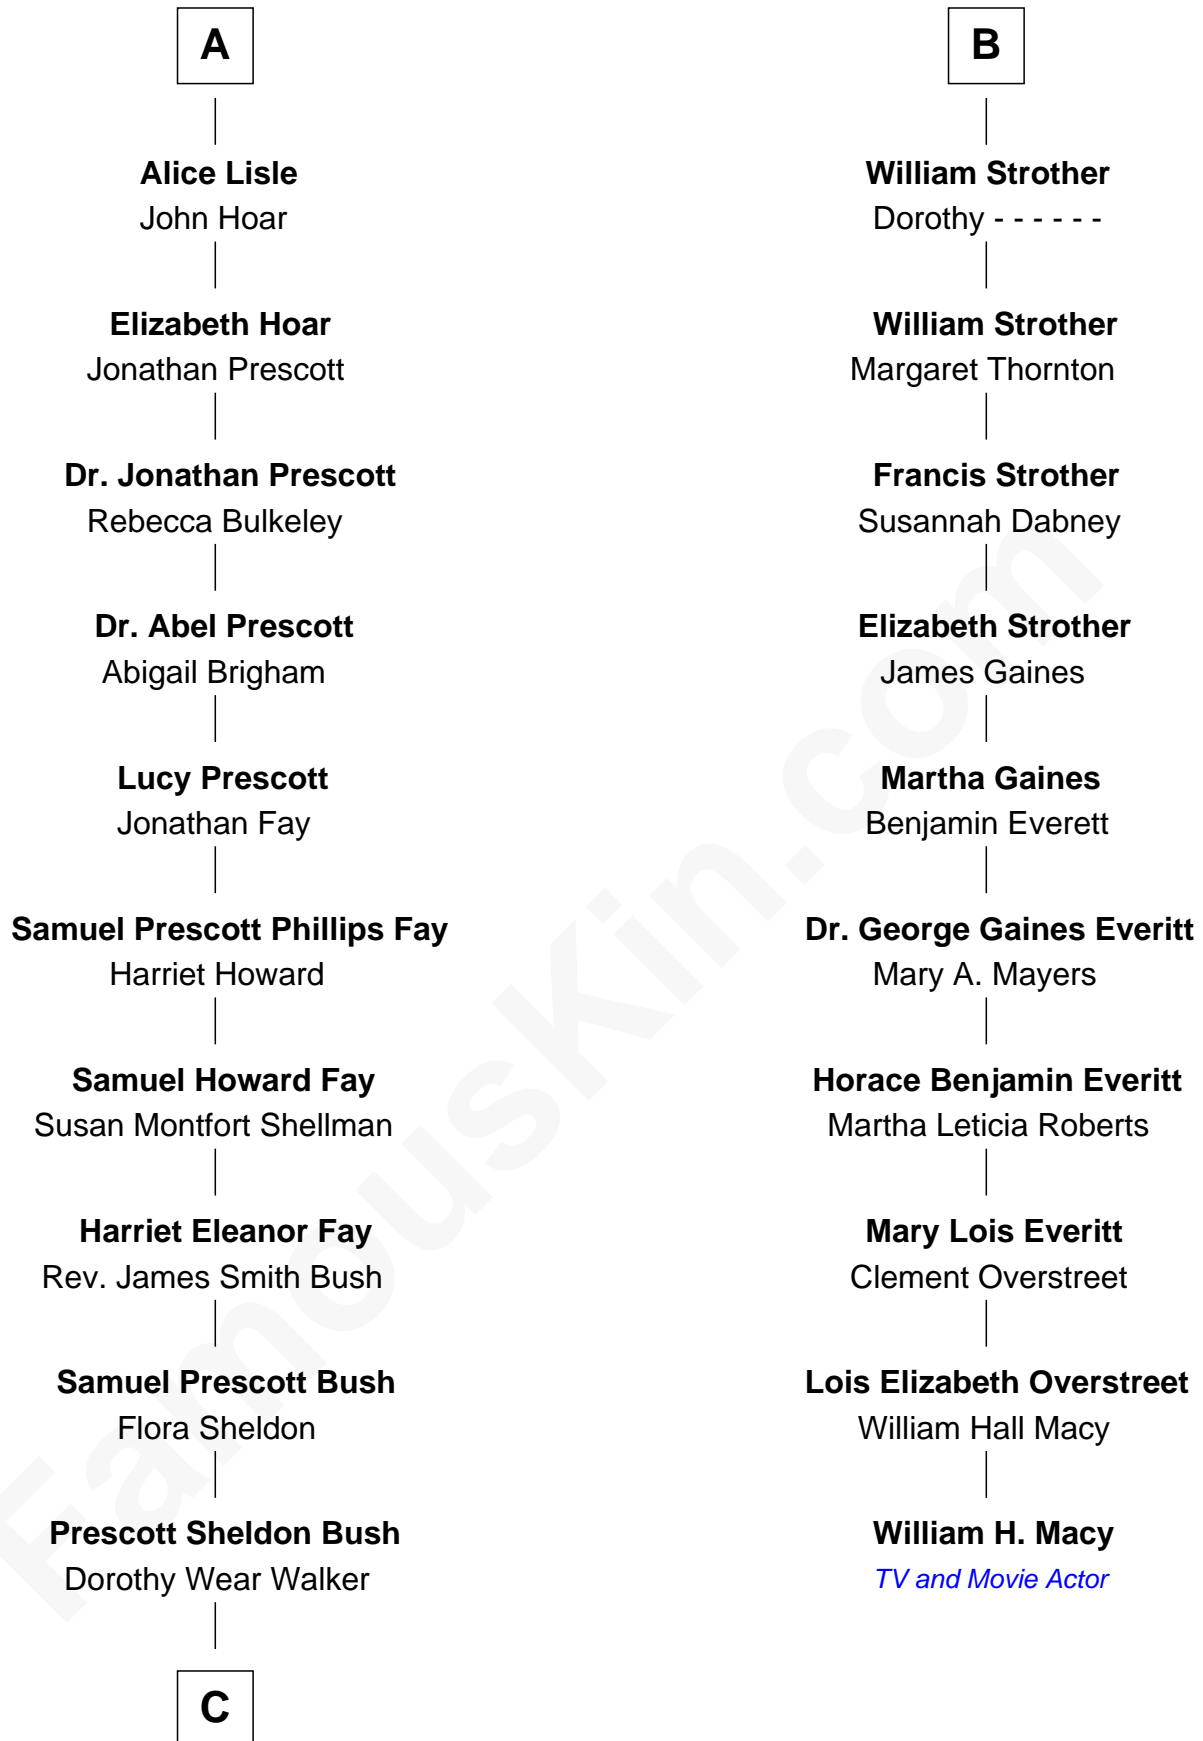 A
Alice Lisle
John Hoar
Elizabeth Hoar
Jonathan Prescott
Dr. Jonathan Prescott
Rebecca Bulkeley
Dr. Abel Prescott
Abigail Brigham
Lucy Prescott
Jonathan Fay
Samuel Prescott Phillips Fay
Harriet Howard
Samuel Howard Fay
Susan Montfort Shellman
Harriet Eleanor Fay
Rev. James Smith Bush
Samuel Prescott Bush
Flora Sheldon
Prescott Sheldon Bush
Dorothy Wear Walker
C
B
William Strother
Dorothy - - - - - -
William Strother
Margaret Thornton
Francis Strother
Susannah Dabney
Elizabeth Strother
James Gaines
Martha Gaines
Benjamin Everett
Dr. George Gaines Everitt
Mary A. Mayers
Horace Benjamin Everitt
Martha Leticia Roberts
Mary Lois Everitt
Clement Overstreet
Lois Elizabeth Overstreet
William Hall Macy
William H. Macy
TV and Movie Actor
FamousKin.com